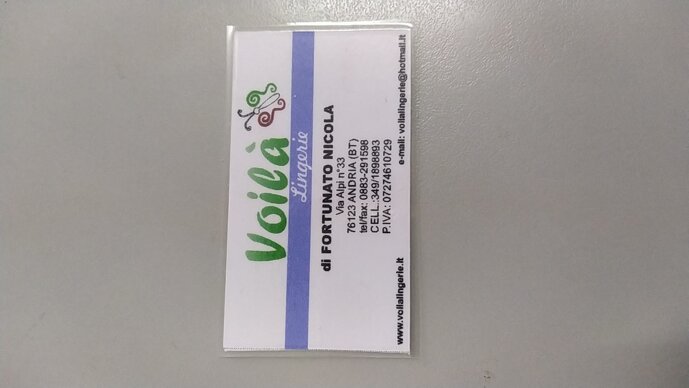 Voilà
Lingerie
di FORTUNATO NICOLA
Via Alpi n°33
76123 ANDRIA (BT)
tel/fax: 0883-291598
CELL.:349/1898893
P.IVA: 07274610729
www.voilalingerie.it
e-mail: voilalingerie@hotmail.it